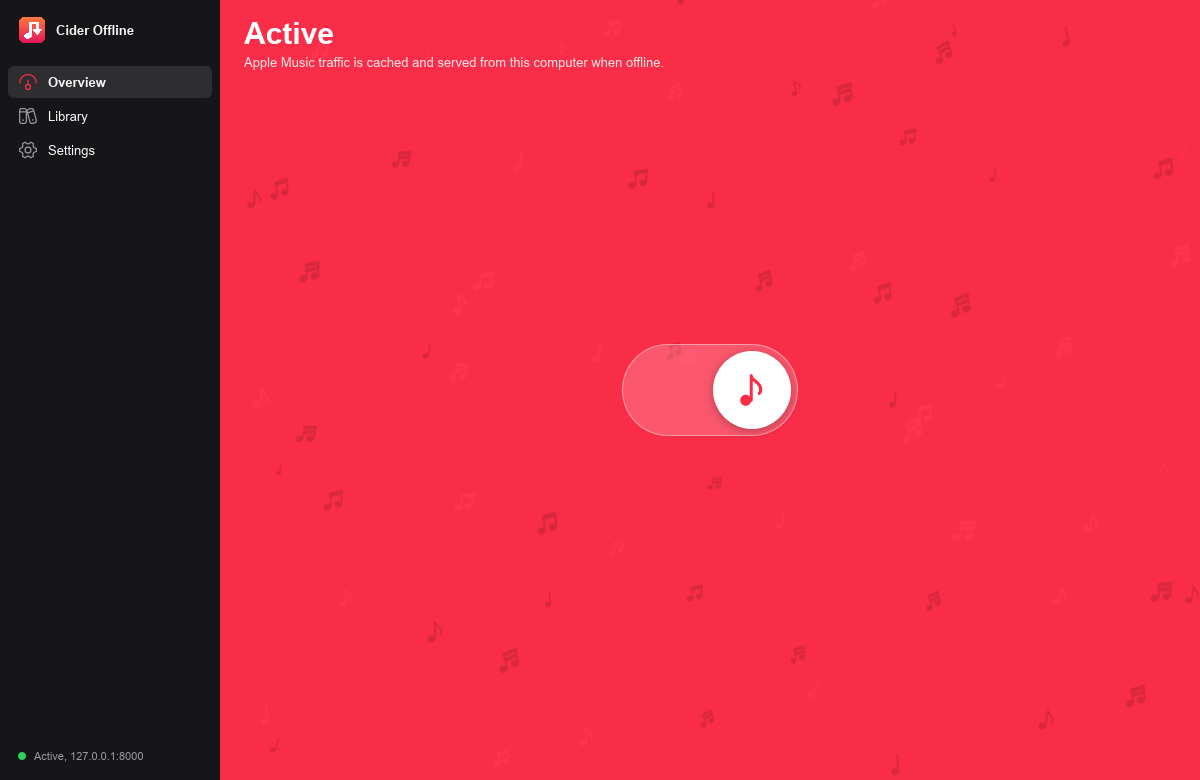 Cider Offline
Overview
Library
Settings
Active
Apple Music traffic is cached and served from this computer when offline.
Active, 127.0.0.1:8000